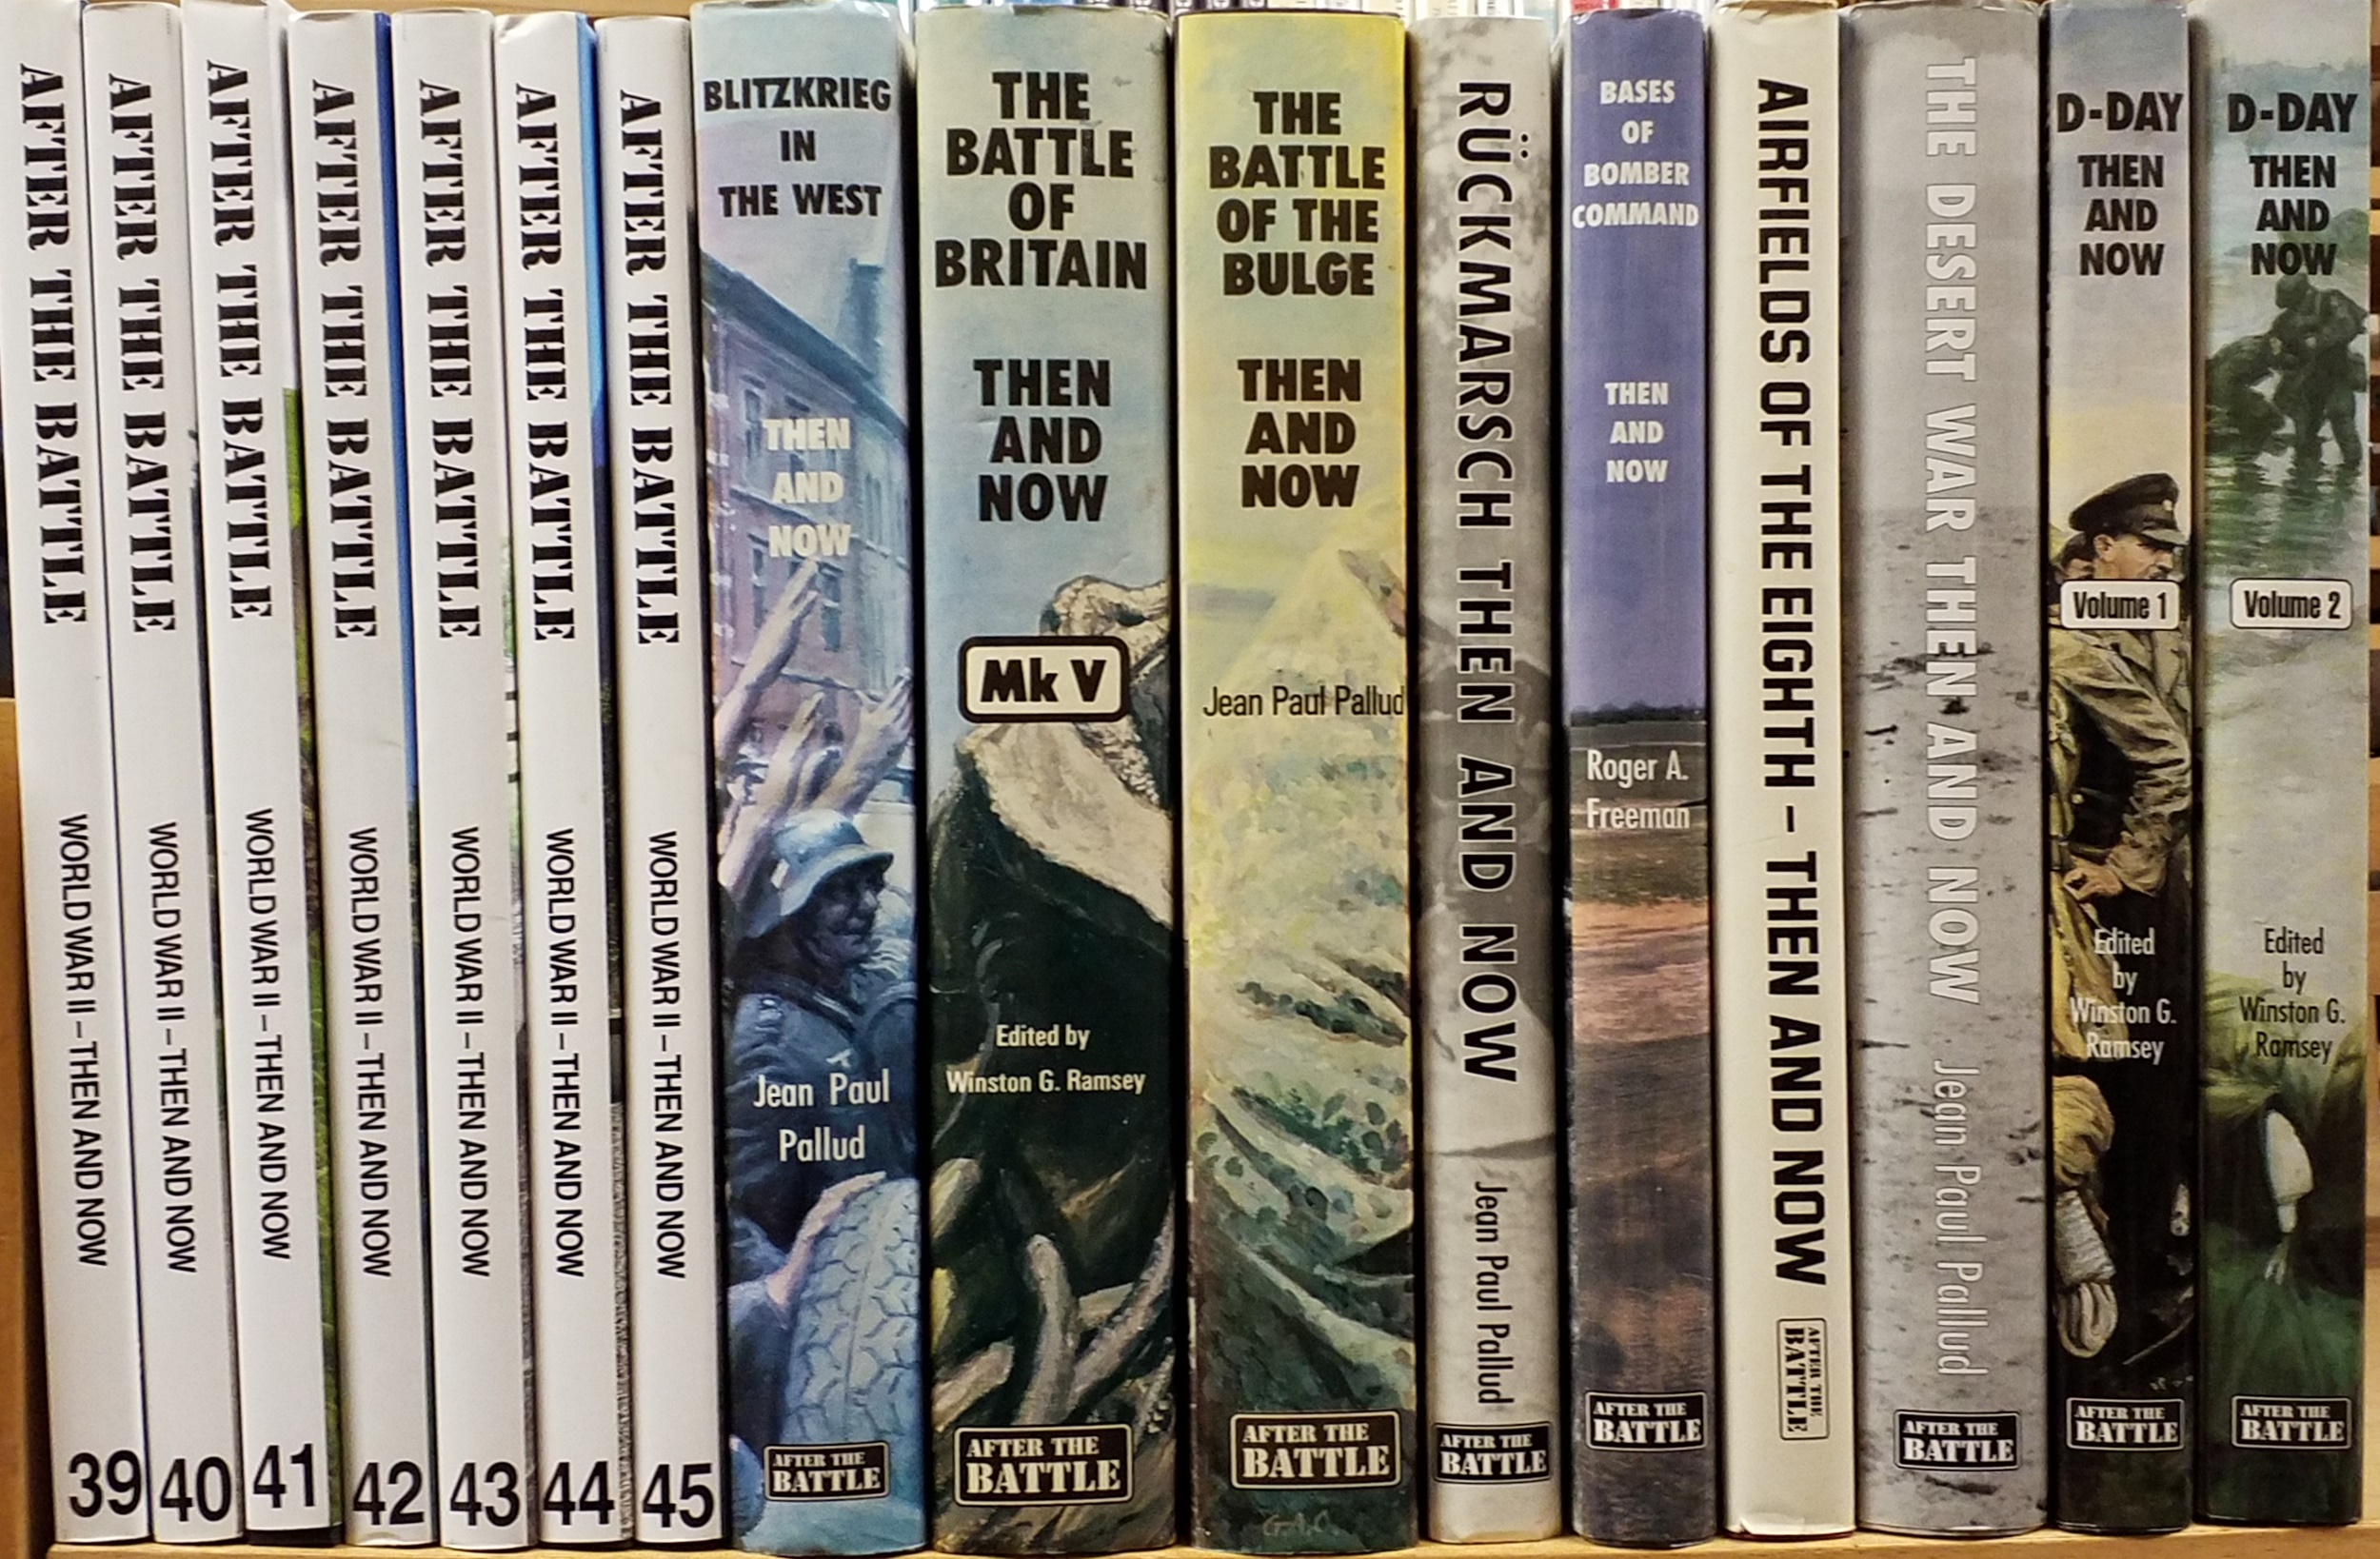 AFTER THE BATTLE
WORLD WAR II – THEN AND NOW
39
AFTER THE BATTLE
WORLD WAR II – THEN AND NOW
40
AFTER THE BATTLE
WORLD WAR II – THEN AND NOW
41
AFTER THE BATTLE
WORLD WAR II – THEN AND NOW
42
AFTER THE BATTLE
WORLD WAR II – THEN AND NOW
43
AFTER THE BATTLE
WORLD WAR II – THEN AND NOW
44
AFTER THE BATTLE
WORLD WAR II – THEN AND NOW
45
BLITZKRIEG
IN
THE WEST
THEN
AND
NOW
Jean Paul
Pallud
AFTER THE
BATTLE
THE
BATTLE
OF
BRITAIN
THEN
AND
NOW
Mk V
Edited by
Winston G. Ramsey
AFTER THE
BATTLE
THE
BATTLE
OF THE
BULGE
THEN
AND
NOW
Jean Paul Pallud
AFTER THE
BATTLE
RÜCKMARSCH THEN AND NOW
Jean Paul Pallud
AFTER THE
BATTLE
BASES
OF
BOMBER
COMMAND
THEN
AND
NOW
Roger A.
Freeman
AFTER THE
BATTLE
AIRFIELDS OF THE EIGHTH – THEN AND NOW
AFTER THE
BATTLE
THE DESERT WAR THEN AND NOW
Jean Paul Pallud
AFTER THE
BATTLE
D-DAY
THEN
AND
NOW
Volume 1
Edited
by
Winston G.
Ramsey
AFTER THE
BATTLE
D-DAY
THEN
AND
NOW
Volume 2
Edited
by
Winston G.
Ramsey
AFTER THE
BATTLE